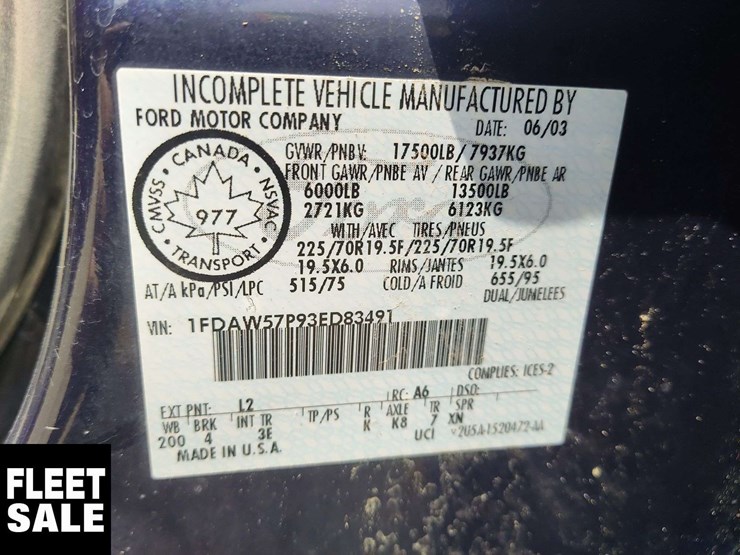 INCOMPLETE VEHICLE MANUFACTURED BY
FORD MOTOR COMPANY DATE: 06/03
GVWR/PNBV: 17500LB/7937KG
FRONT GAWR/PNBE AV / REAR GAWR/PNBE AR
6000LB 13500LB
2721KG 6123KG
WITH/AVEC TIRES/PNEUS
225/70R19.5F/225/70R19.5F
19.5X6.0 RIMS/JANTES 19.5X6.0
AT/A kPa/PSI/LPC 515/75 COLD/A FROID 655/95
DUAL/JUMELEES
CANADA
CMVSS • NSVAC
977
TRANSPORT
VIN: 1FDAW57P93ED83491
COMPLIES: ICES-2
EXT PNT: L2 RC: A6 DSO:
WB BRK INT TR TP/PS R AXLE TR SPR
200 4 3E K8 7 XN
MADE IN U.S.A. UCI
FLEET
SALE